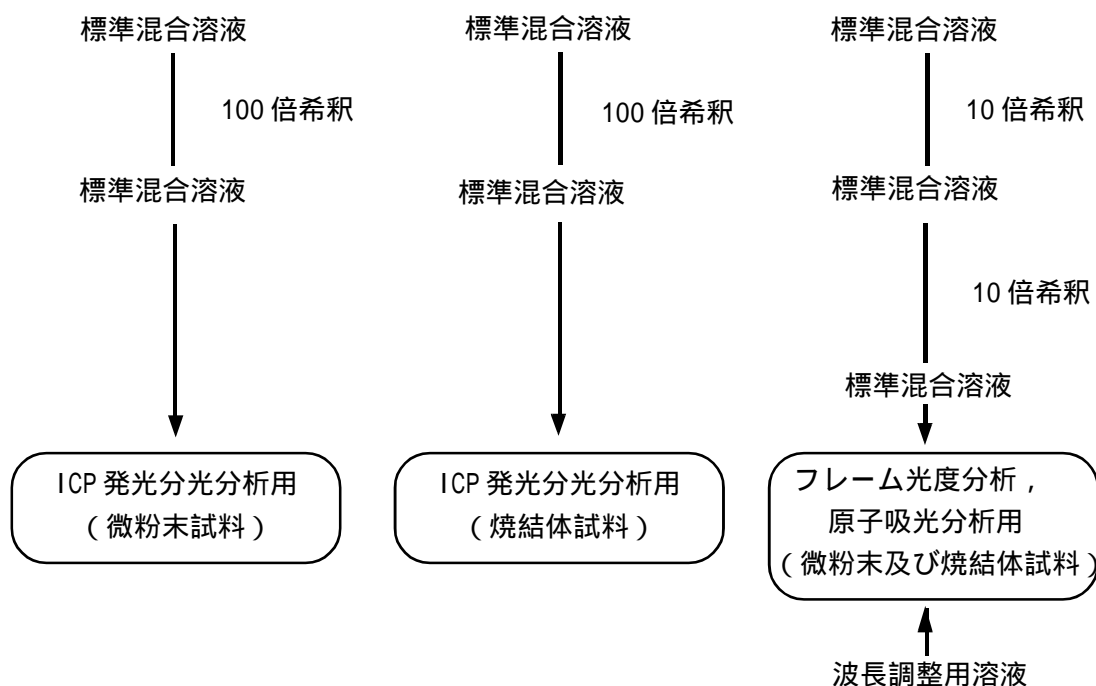 標準混合溶液
100 倍希釈
標準混合溶液
ICP 発光分光分析用
（微粉末試料）
標準混合溶液
100 倍希釈
標準混合溶液
ICP 発光分光分析用
（焼結体試料）
標準混合溶液
10 倍希釈
標準混合溶液
10 倍希釈
標準混合溶液
フレーム光度分析，
原子吸光分析用
（微粉末及び焼結体試料）
波長調整用溶液